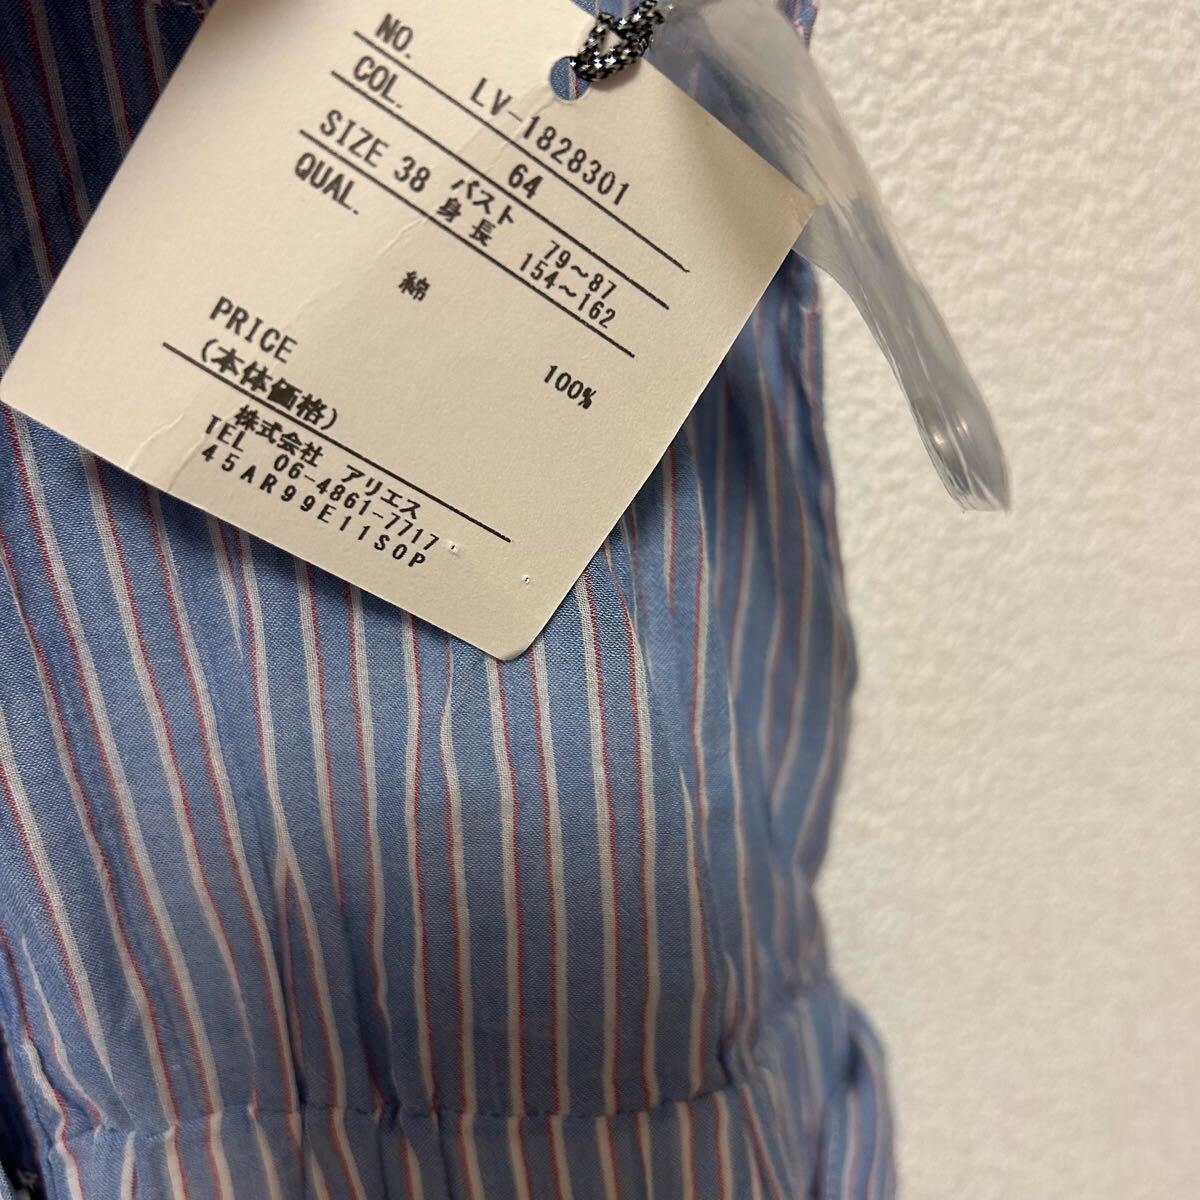 NO. LV-1828301
COL. 64
SIZE 38 バスト 79～87
身長 154～162
QUAL.
綿 100%
PRICE
(本体価格)
株式会社 アリエス
TEL 06-4861-7717
45AR99E11SOP